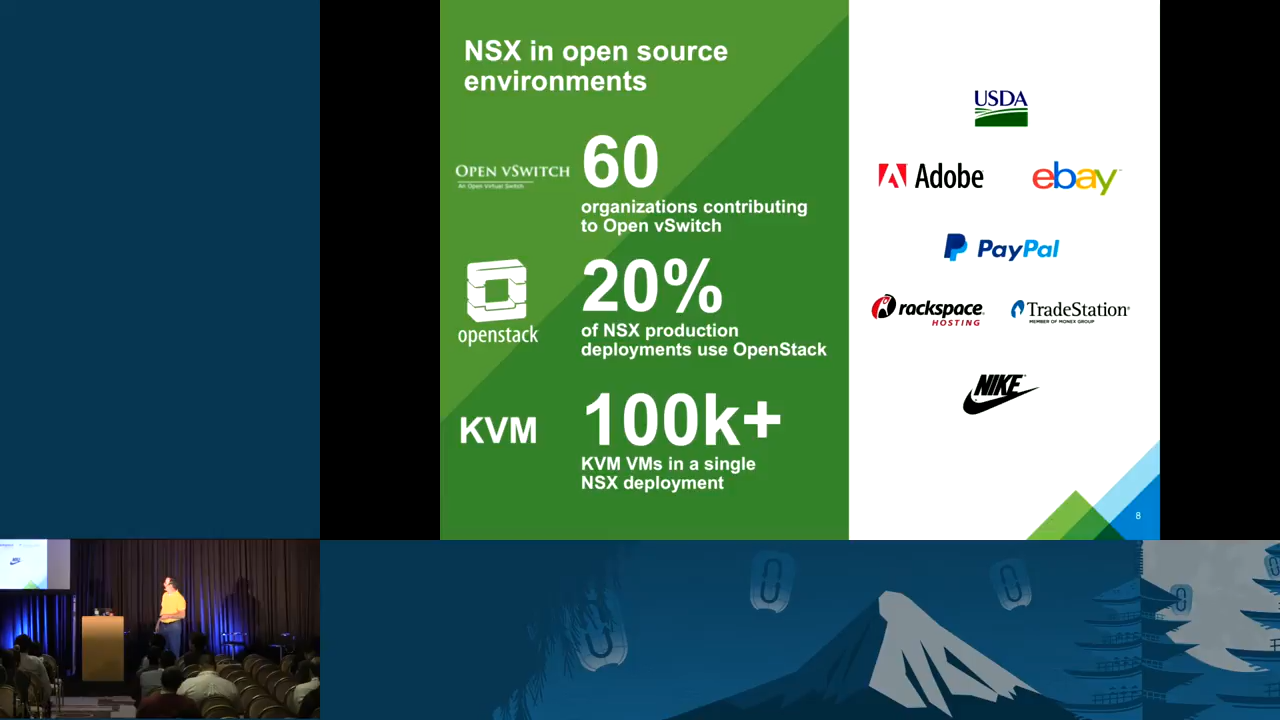 NSX in open source
environments
OPEN VSWITCH
An Open Virtual Switch
60
organizations contributing
to Open vSwitch
openstack
20%
of NSX production
deployments use OpenStack
KVM
100k+
KVM VMs in a single
NSX deployment
USDA
Adobe
ebay
PayPal
rackspace
HOSTING
TradeStation
MEMBER OF MONEX GROUP
NIKE
8